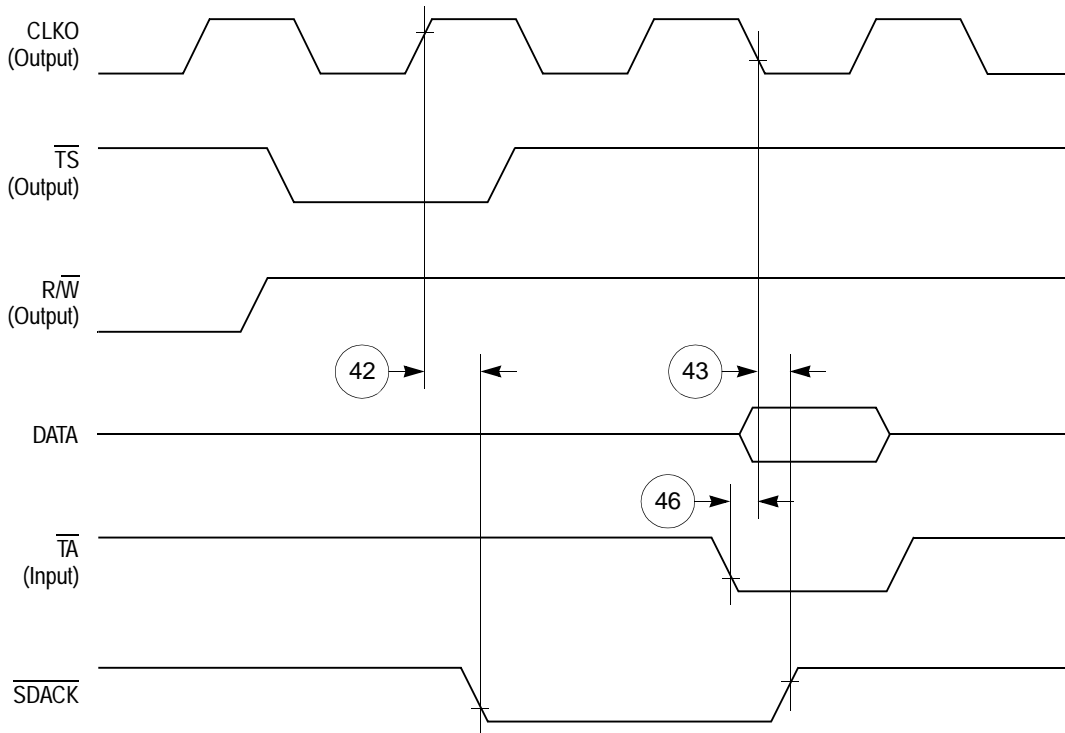 CLKO
(Output)
TS
(Output)
R/W
(Output)
42
43
DATA
46
TA
(Input)
SDACK